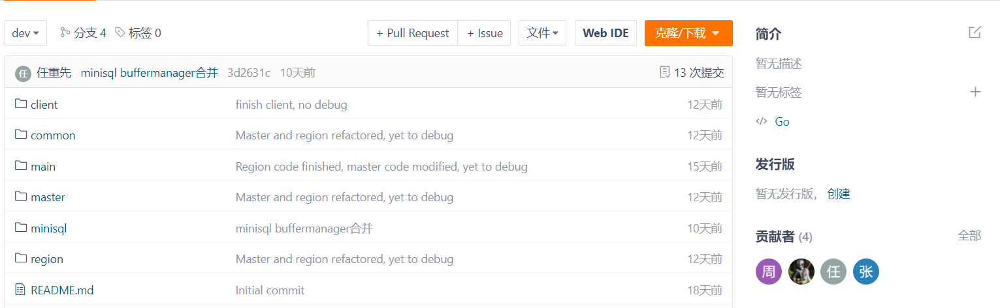 dev 分支 4 标签 0 + Pull Request + Issue 文件 Web IDE 克隆/下载
任 任重先 minisql buffermanager合并 3d2631c 10天前 13 次提交
client finish client, no debug 12天前
common Master and region refactored, yet to debug 12天前
main Region code finished, master code modified, yet to debug 15天前
master Master and region refactored, yet to debug 12天前
minisql minisql buffermanager合并 10天前
region Master and region refactored, yet to debug 12天前
README.md Initial commit 18天前
简介
暂无描述
暂无标签
Go
发行版
暂无发行版， 创建
贡献者 (4) 全部
周 任 张